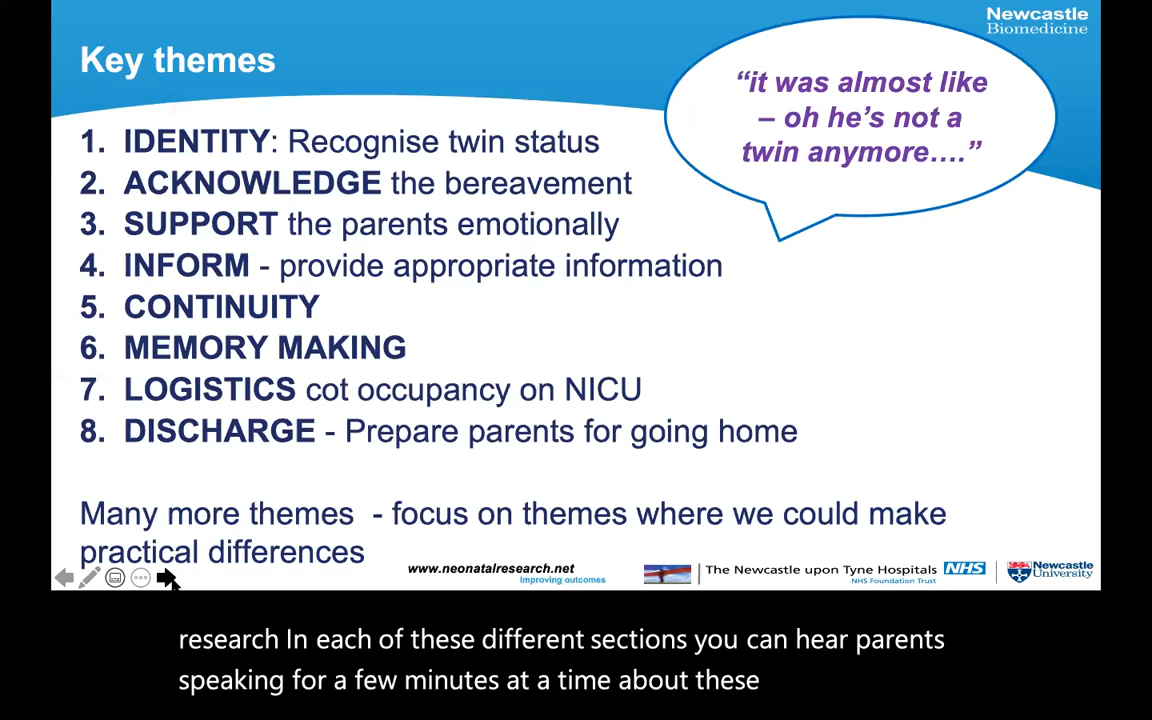 Newcastle
Biomedicine
Key themes
“it was almost like
– oh he’s not a
twin anymore….”
1. IDENTITY: Recognise twin status
2. ACKNOWLEDGE the bereavement
3. SUPPORT the parents emotionally
4. INFORM - provide appropriate information
5. CONTINUITY
6. MEMORY MAKING
7. LOGISTICS cot occupancy on NICU
8. DISCHARGE - Prepare parents for going home
Many more themes - focus on themes where we could make
practical differences
www.neonatalresearch.net
Improving outcomes
The Newcastle upon Tyne Hospitals NHS
NHS Foundation Trust
Newcastle
University
research In each of these different sections you can hear parents
speaking for a few minutes at a time about these